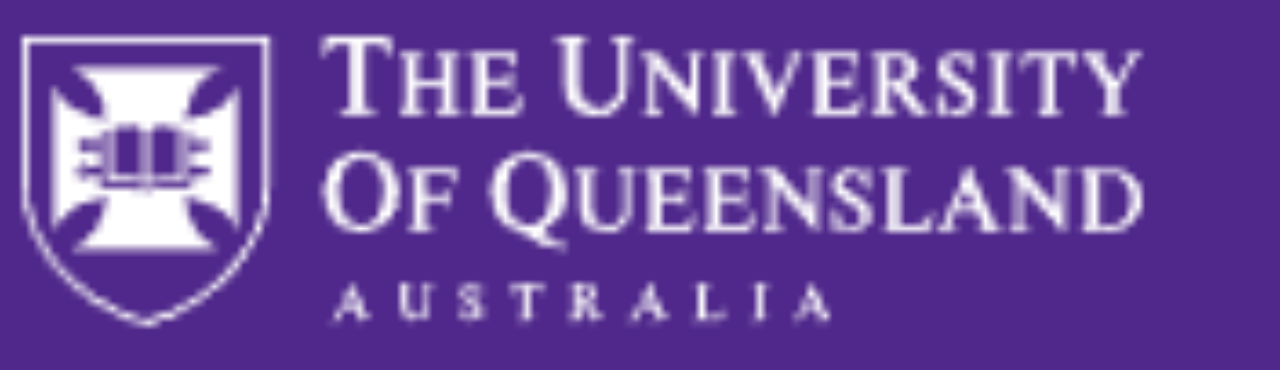 THE UNIVERSITY
OF QUEENSLAND
AUSTRALIA